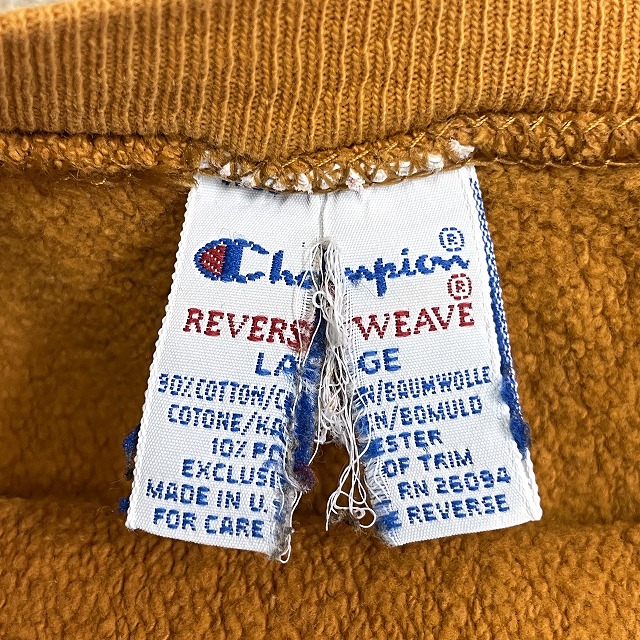 Champion®
REVERS WEAVE®
LA GE
90% COTTON/C N/BAUMWOLLE
COTONE/KA N/BOMULD
10% PO ESTER
EXCLUSI OF TRIM
MADE IN U. RN 26094
FOR CARE REVERSE